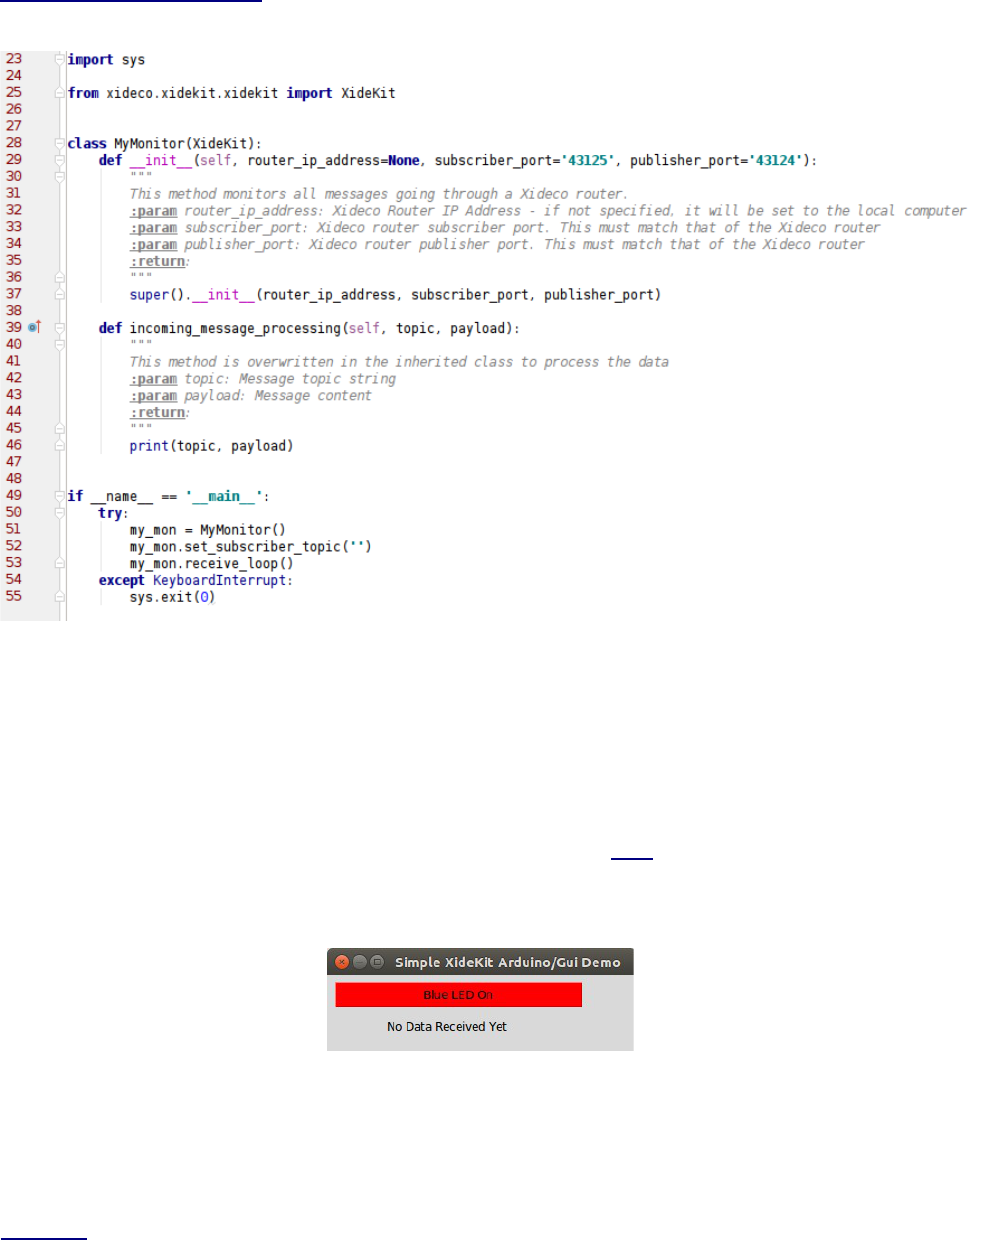 23 import sys
24
25 from xideco.xidekit.xidekit import XideKit
26
27
28 class MyMonitor(XideKit):
29     def __init__(self, router_ip_address=None, subscriber_port='43125', publisher_port='43124'):
30         """
31         This method monitors all messages going through a Xideco router.
32         :param router_ip_address: Xideco Router IP Address - if not specified, it will be set to the local computer
33         :param subscriber_port: Xideco router subscriber port. This must match that of the Xideco router
34         :param publisher_port: Xideco router publisher port. This must match that of the Xideco router
35         :return:
36         """
37         super().__init__(router_ip_address, subscriber_port, publisher_port)
38
39     def incoming_message_processing(self, topic, payload):
40         """
41         This method is overwritten in the inherited class to process the data
42         :param topic: Message topic string
43         :param payload: Message content
44         :return:
45         """
46         print(topic, payload)
47
48
49 if __name__ == '__main__':
50     try:
51         my_mon = MyMonitor()
52         my_mon.set_subscriber_topic('')
53         my_mon.receive_loop()
54     except KeyboardInterrupt:
55         sys.exit(0)
Simple XideKit Arduino/Gui Demo
Blue LED On
No Data Received Yet